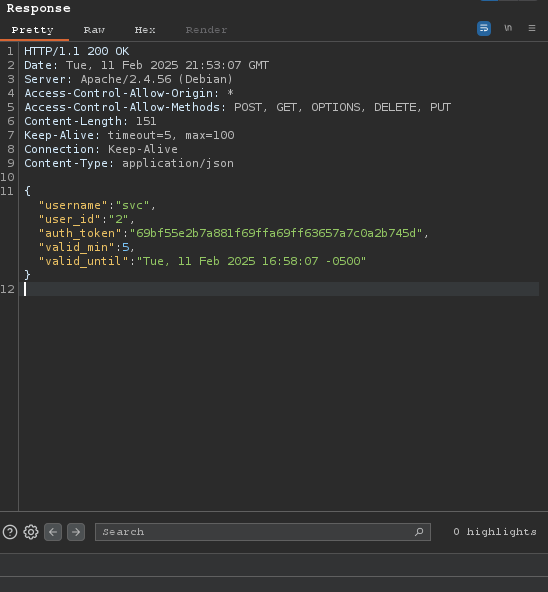 Response
Pretty Raw Hex Render \n
1 HTTP/1.1 200 OK
2 Date: Tue, 11 Feb 2025 21:53:07 GMT
3 Server: Apache/2.4.56 (Debian)
4 Access-Control-Allow-Origin: *
5 Access-Control-Allow-Methods: POST, GET, OPTIONS, DELETE, PUT
6 Content-Length: 151
7 Keep-Alive: timeout=5, max=100
8 Connection: Keep-Alive
9 Content-Type: application/json
10
11 {
"username":"svc",
"user_id":"2",
"auth_token":"69bf55e2b7a881f69ffa69ff63657a7c0a2b745d",
"valid_min":5,
"valid_until":"Tue, 11 Feb 2025 16:58:07 -0500"
}
12
Search 0 highlights